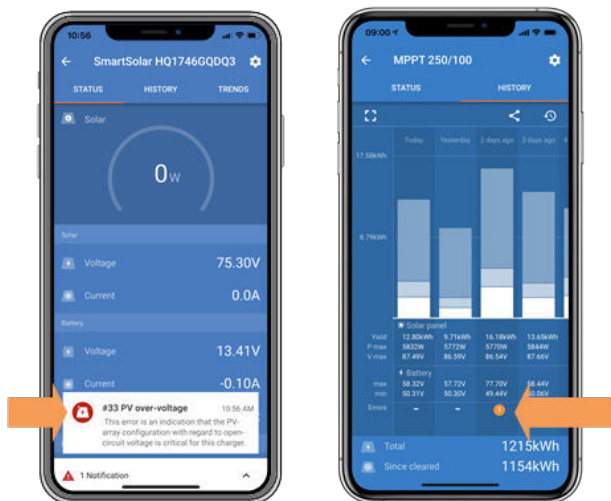 10:56
SmartSolar HQ1746GQDQ3
STATUS HISTORY TRENDS
Solar
0W
Solar
Voltage 75.30V
Current 0.0A
Battery
Voltage 13.41V
Current -0.10A
#33 PV over-voltage 10:56 AM
This error is an indication that the PV-
array configuration with regard to open-
circuit voltage is critical for this charger.
1 Notification
09:00
MPPT 250/100
STATUS HISTORY
Today Yesterday 2 days ago 3 days ago 4
17.58kWh
8.79kWh
Solar panel
Yield 12.80kWh 9.71kWh 16.18kWh 13.65kWh
P max 5832W 5772W 5770W 5844W
V max 87.49V 86.59V 86.54V 87.66V
Battery
max 58.32V 57.72V 77.70V 58.44V
min 50.31V 50.30V 49.44V
Errors – – 1
Total 1215kWh
Since cleared 1154kWh